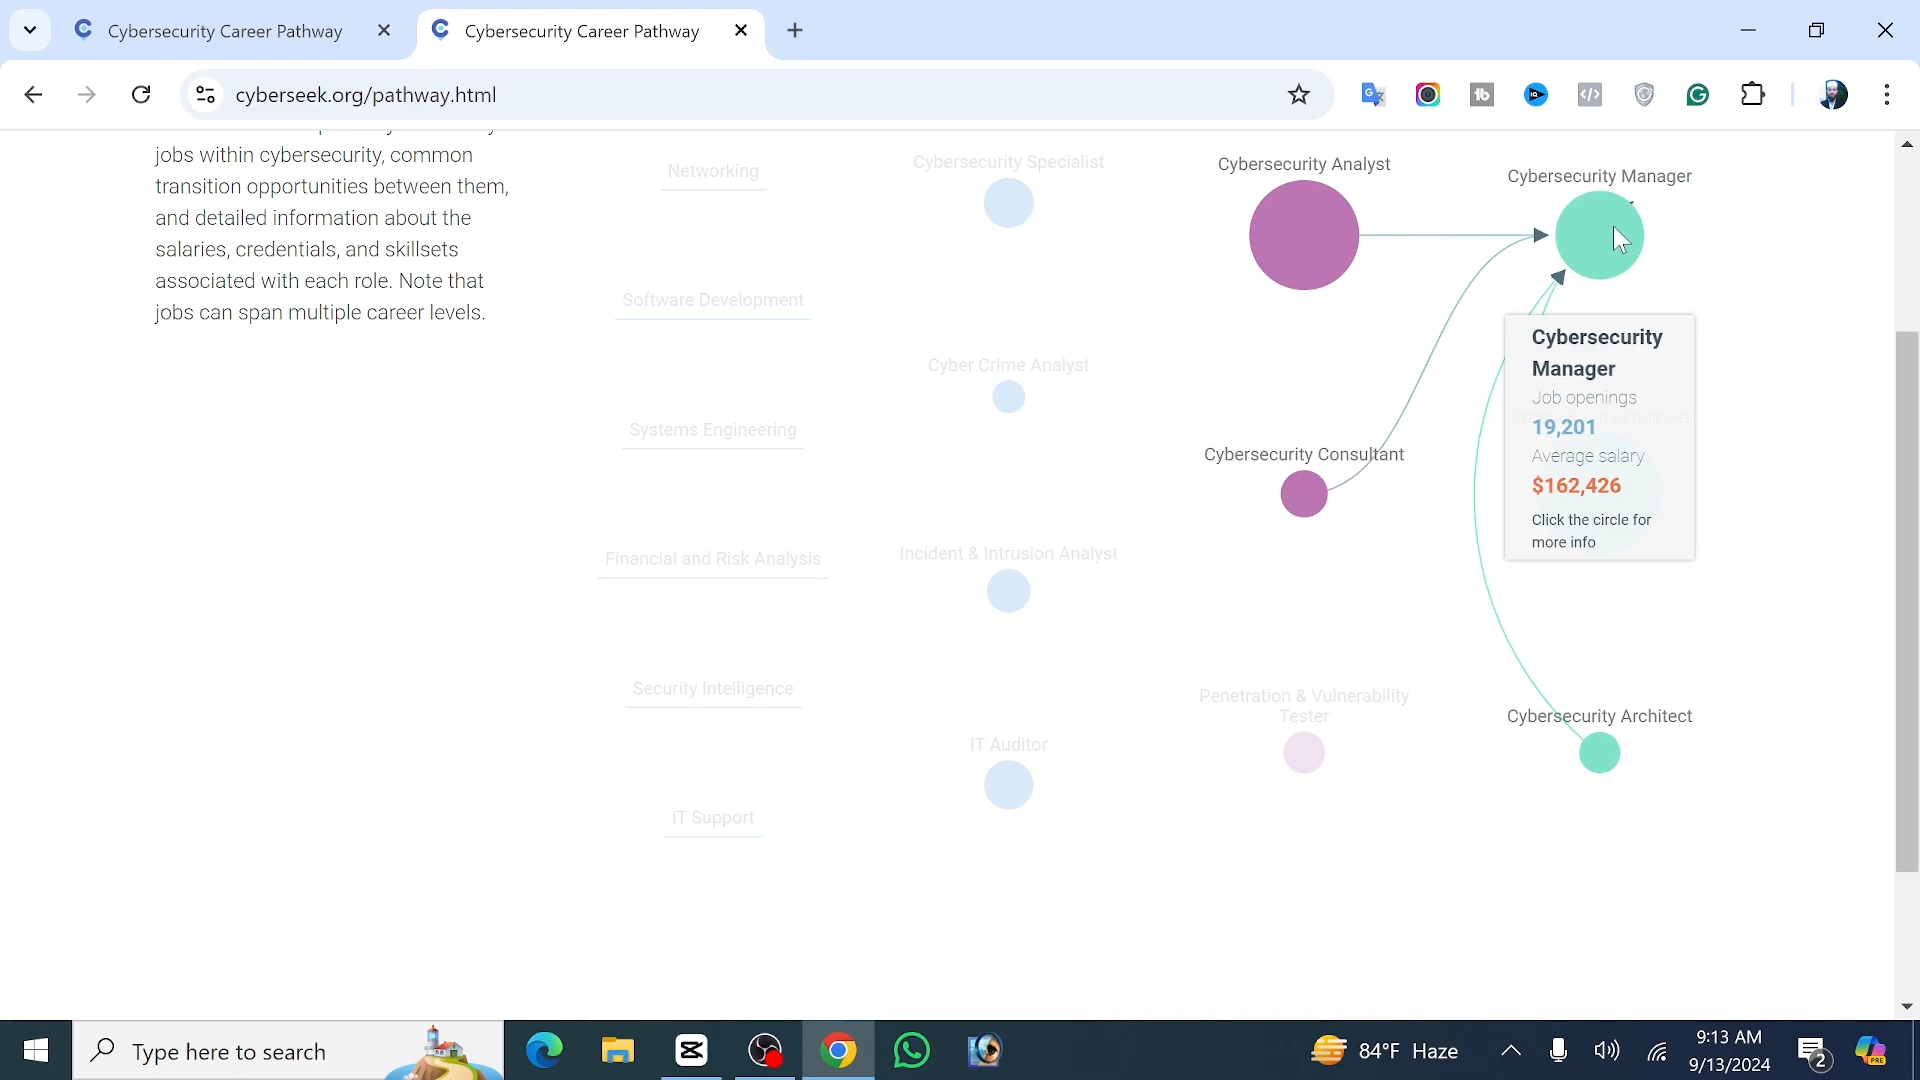 Cybersecurity Career Pathway
Cybersecurity Career Pathway
cyberseek.org/pathway.html
jobs within cybersecurity, common
transition opportunities between them,
and detailed information about the
salaries, credentials, and skillsets
associated with each role. Note that
jobs can span multiple career levels.
Networking
Software Development
Systems Engineering
Financial and Risk Analysis
Security Intelligence
IT Support
Cybersecurity Specialist
Cyber Crime Analyst
Incident & Intrusion Analyst
IT Auditor
Cybersecurity Analyst
Cybersecurity Consultant
Penetration & Vulnerability
Tester
Cybersecurity Manager
Cybersecurity
Manager
Job openings
19,201
Average salary
$162,426
Click the circle for
more info
Cybersecurity Architect
Type here to search
84°F Haze
9:13 AM
9/13/2024
2
PRE